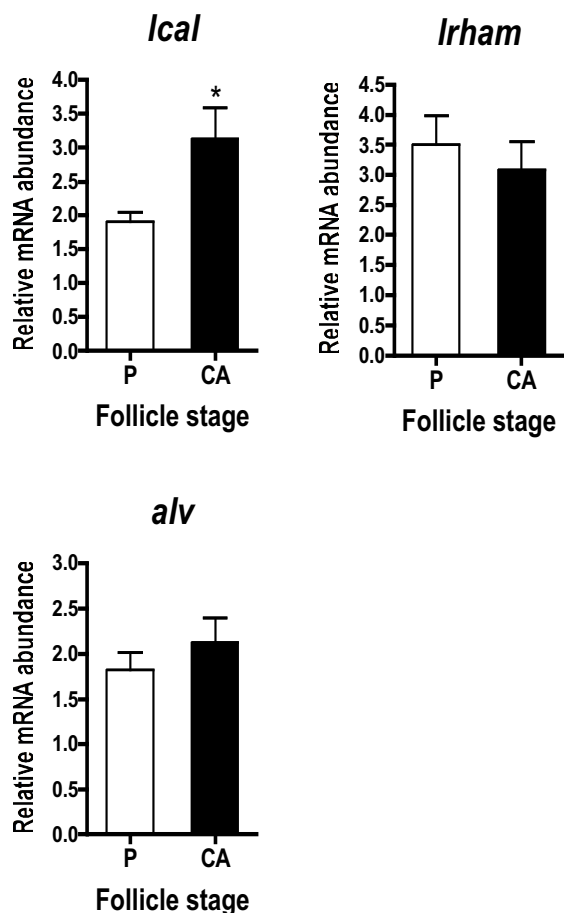 lcal
Relative mRNA abundance
4.0
3.5
3.0
2.5
2.0
1.5
1.0
0.5
0.0
*
P
CA
Follicle stage
lrham
Relative mRNA abundance
4.5
4.0
3.5
3.0
2.5
2.0
1.5
1.0
0.5
0.0
P
CA
Follicle stage
alv
Relative mRNA abundance
3.0
2.5
2.0
1.5
1.0
0.5
0.0
P
CA
Follicle stage